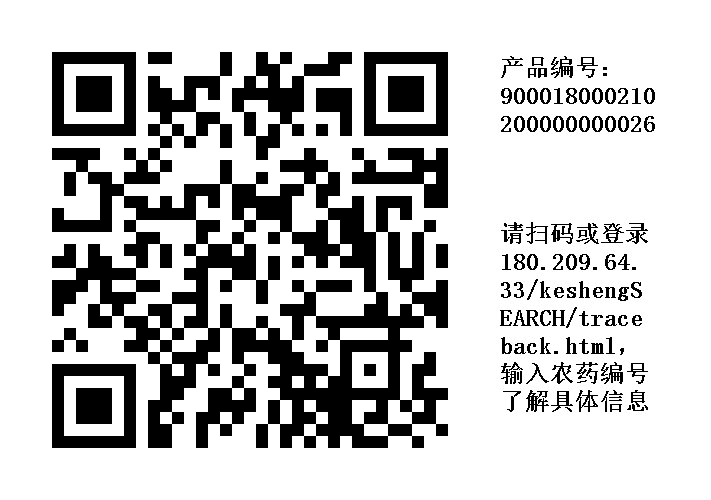 产品编号：
900018000210
200000000026
请扫码或登录
180.209.64.
33/keshengS
EARCH/trace
back.html，
输入农药编号
了解具体信息